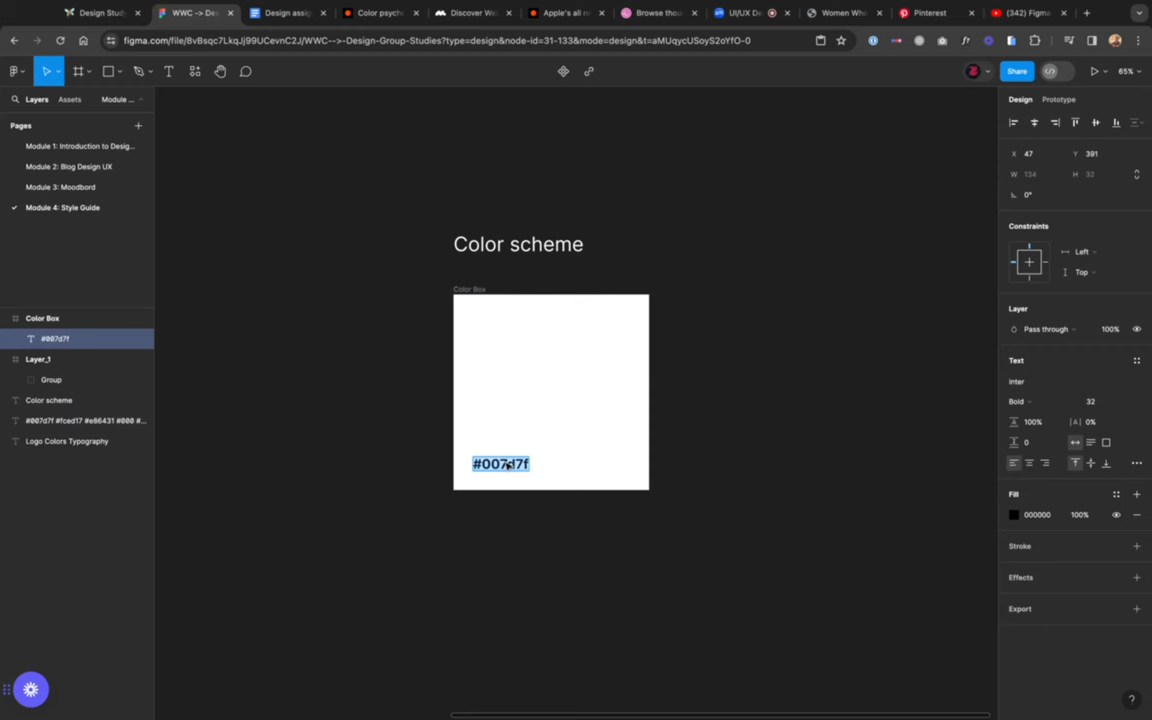 Design Stud
WWC -> Des
Design assig
Color psych
Discover We
Apple's all n
Browse thou
UI/UX De
Women Who
Pinterest
(342) Figma
figma.com/file/8vBsqc7LkqJj99UCevnC2J/WWC-->-Design-Group-Studies?type=design&node-id=31-133&mode=design&t=aMUqycUSoyS2oYfO-0
Share
65%
Layers
Assets
Module ...
Pages
Module 1: Introduction to Desig...
Module 2: Blog Design UX
Module 3: Moodbord
Module 4: Style Guide
Color Box
#007d7f
Layer_1
Group
Color scheme
#007d7f #fced17 #e86431 #000 #...
Logo Colors Typography
Color scheme
Color Box
#007d7f
Design
Prototype
X 47
Y 391
W 134
H 32
0°
Constraints
Left
Top
Layer
Pass through
100%
Text
Inter
Bold
32
100%
0%
0
Fill
000000
100%
Stroke
Effects
Export
?